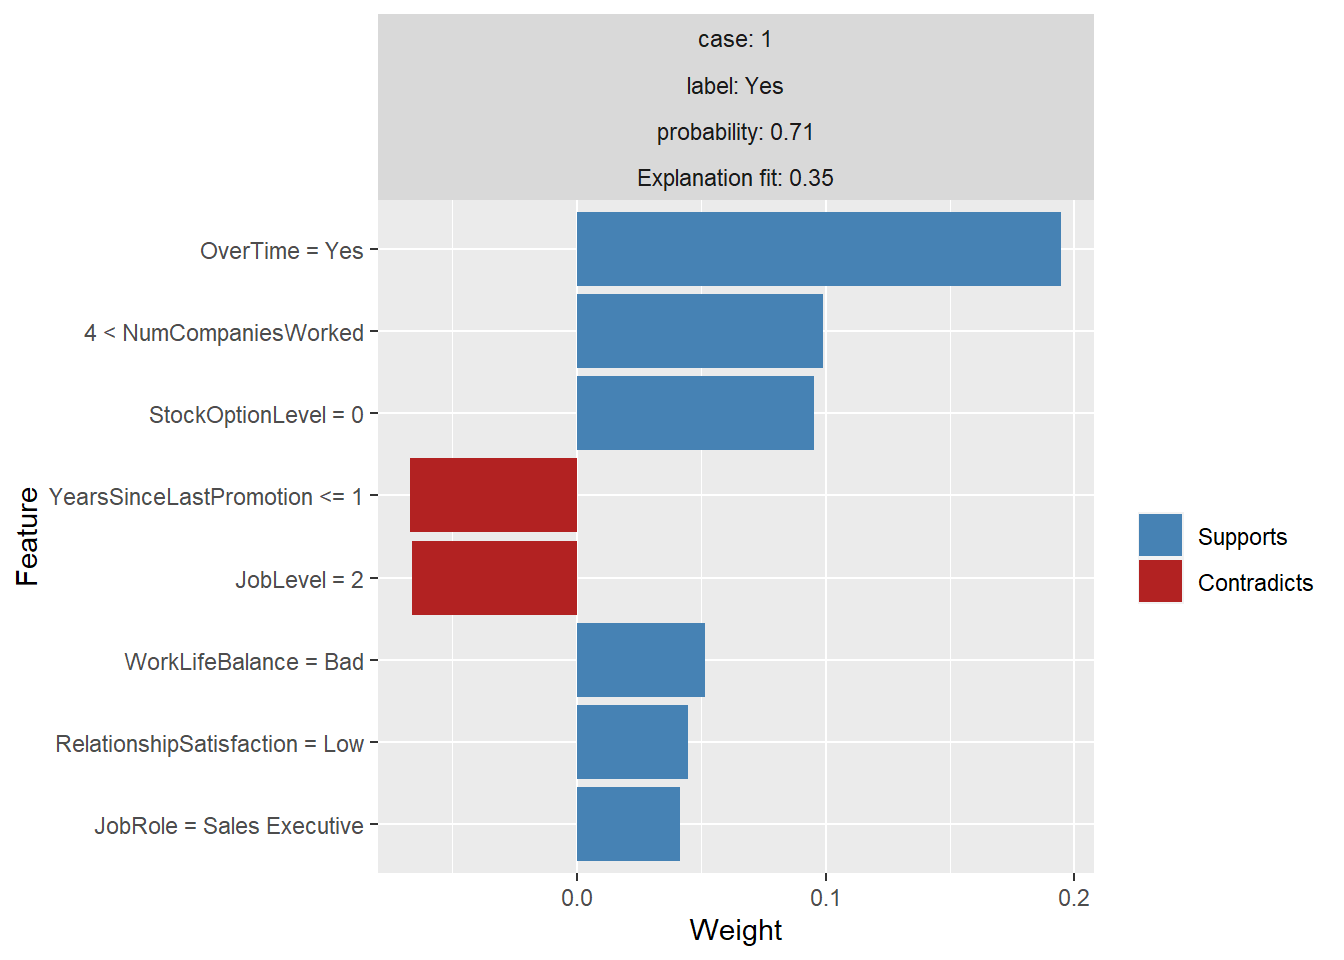 case: 1
label: Yes
probability: 0.71
Explanation fit: 0.35
OverTime = Yes
4 < NumCompaniesWorked
StockOptionLevel = 0
YearsSinceLastPromotion <= 1
JobLevel = 2
WorkLifeBalance = Bad
RelationshipSatisfaction = Low
JobRole = Sales Executive
Feature
0.0
0.1
0.2
Weight
Supports
Contradicts